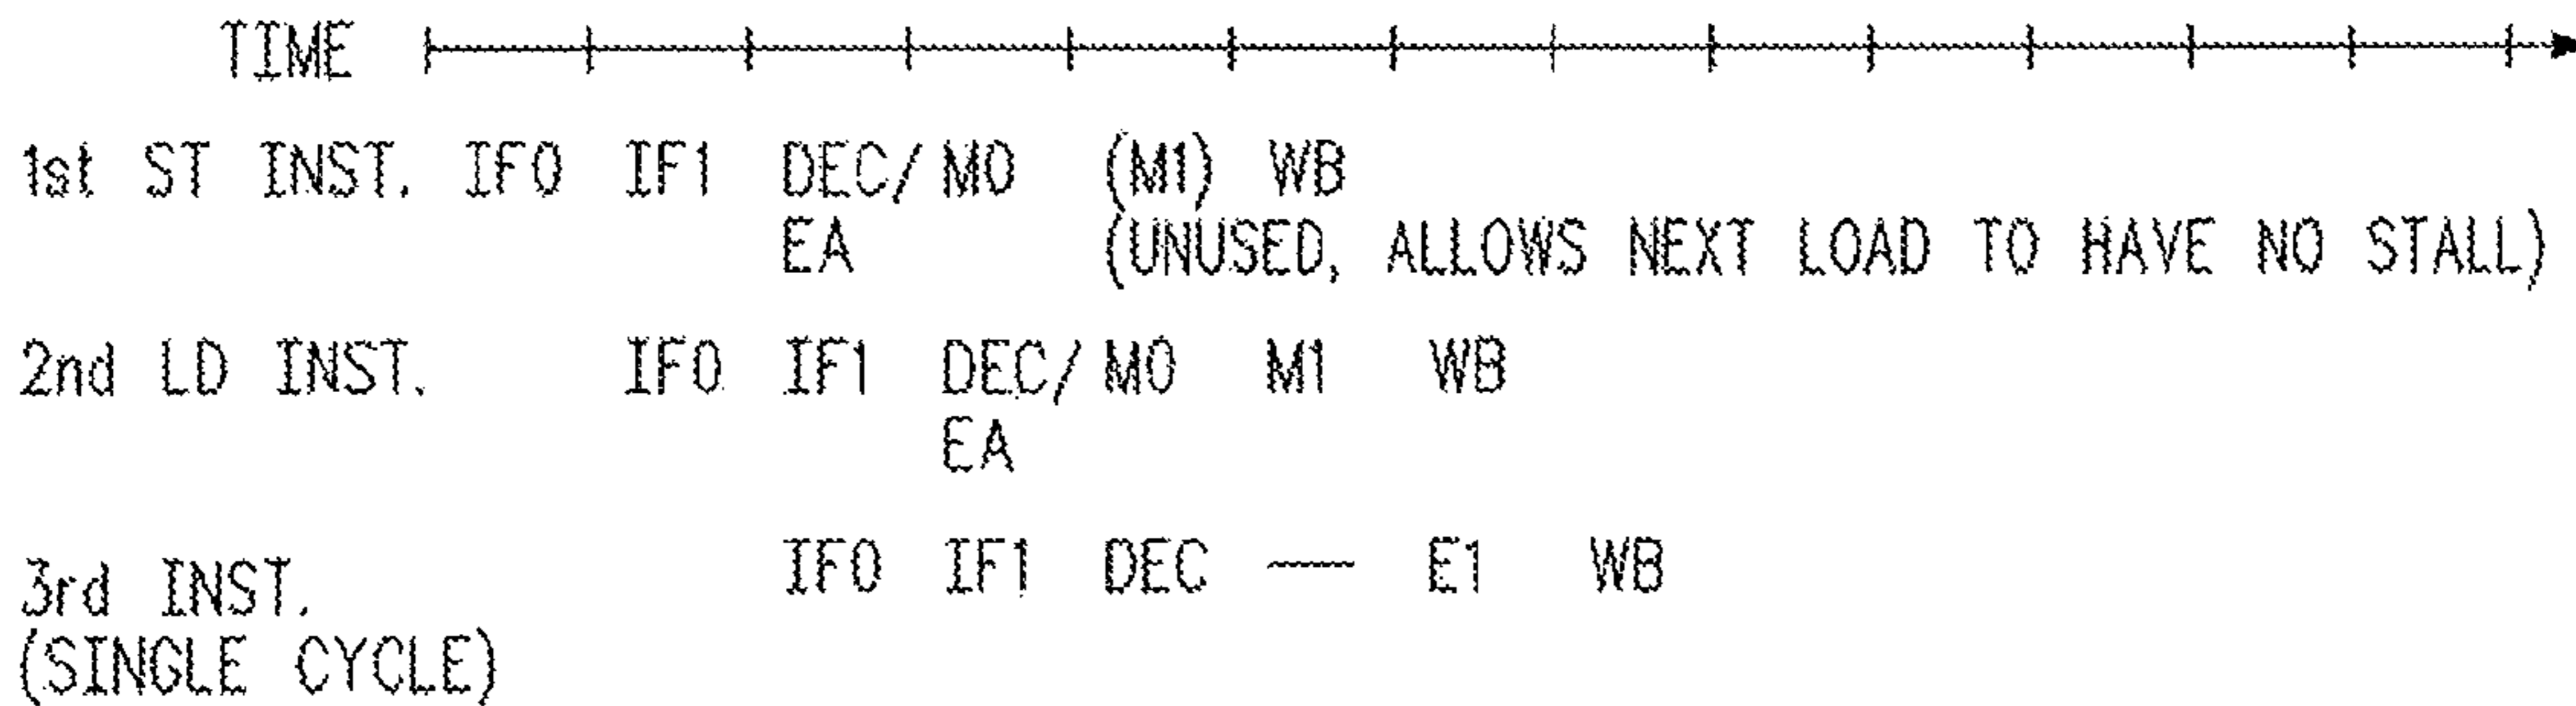 TIME
1st ST INST. IF0 IF1 DEC/ M0 (M1) WB
EA (UNUSED, ALLOWS NEXT LOAD TO HAVE NO STALL)
2nd LD INST. IF0 IF1 DEC/ M0 M1 WB
EA
IF0 IF1 DEC — E1 WB
3rd INST.
(SINGLE CYCLE)